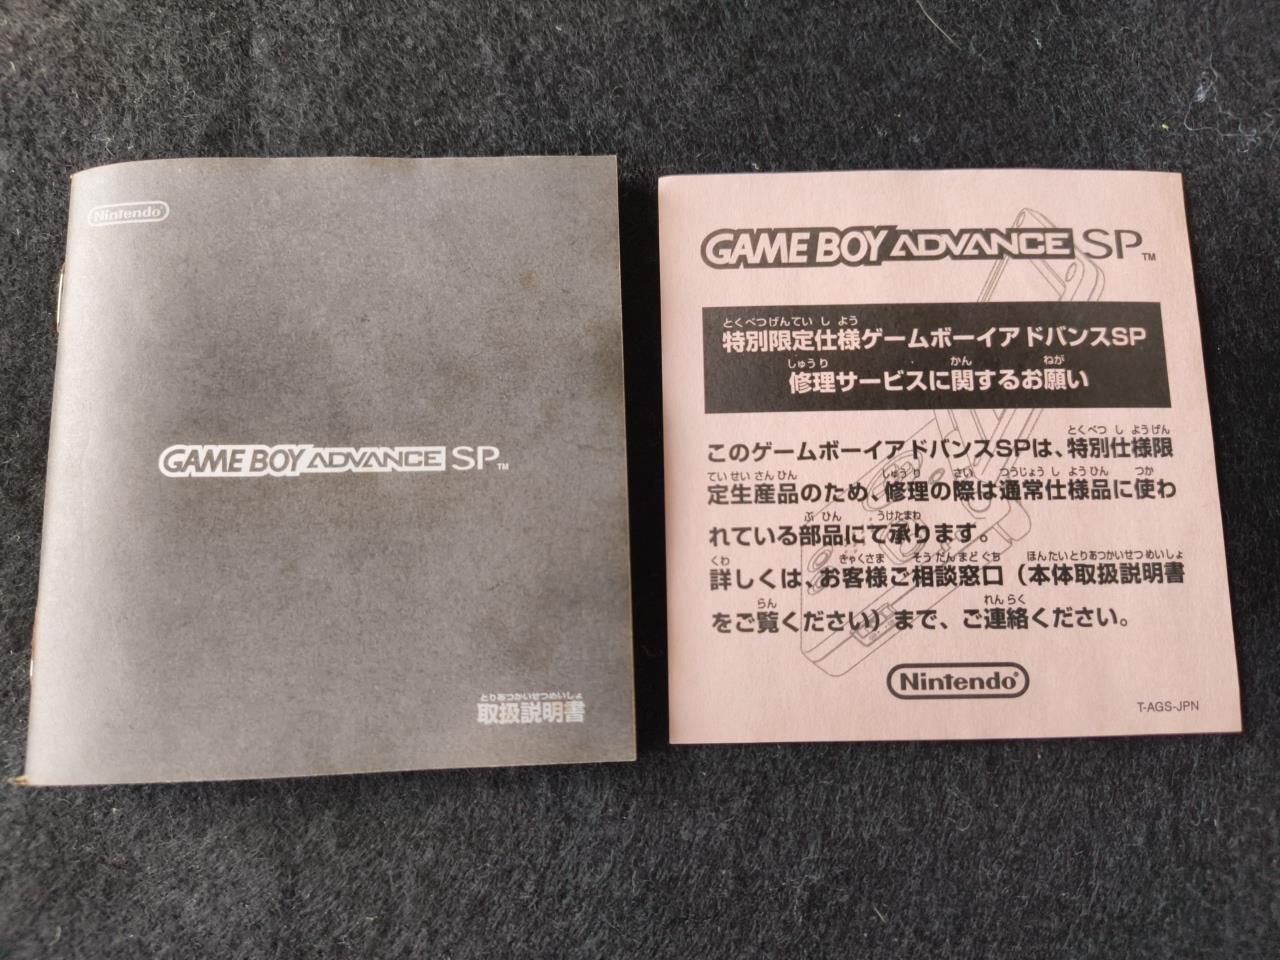 Nintendo
GAME BOY ADVANCE SP™
とりあつかいせつめいしょ
取扱説明書
GAME BOY ADVANCE SP™
とくべつげんてい し よう
特別限定仕様ゲームボーイアドバンスSP
しゅうり かん ねが
修理サービスに関するお願い
とくべつ し ようげん
このゲームボーイアドバンスSPは、特別仕様限
てい せい さん ひん しゅう り さい つうじょう し よう ひん つか
定生産品のため、修理の際は通常仕様品に使わ
ぶ ひん うけたまわ
れている部品にて承ります。
くわ きゃくさま そう だん まど ぐち ほん たい とり あつかい せつ めい しょ
詳しくは、お客様ご相談窓口（本体取扱説明書
らん れん らく
をご覧ください）まで、ご連絡ください。
Nintendo®
T-AGS-JPN